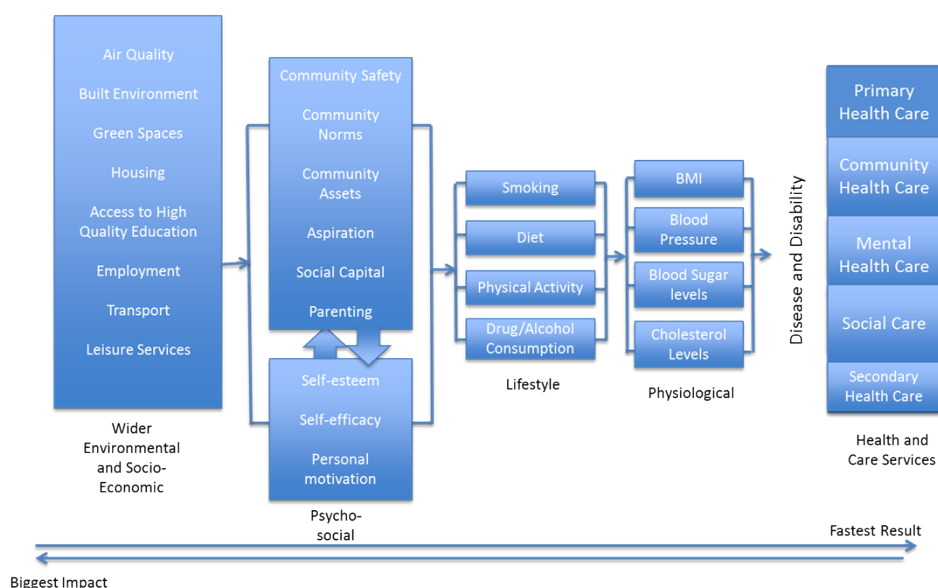 Air Quality
Built Environment
Green Spaces
Housing
Access to High
Quality Education
Employment
Transport
Leisure Services
Wider
Environmental
and Socio-
Economic
Community Safety
Community
Norms
Community
Assets
Aspiration
Social Capital
Parenting
Self-esteem
Self-efficacy
Personal
motivation
Psycho-
social
Smoking
Diet
Physical Activity
Drug/Alcohol
Consumption
Lifestyle
BMI
Blood
Pressure
Blood Sugar
levels
Cholesterol
Levels
Physiological
Disease and Disability
Primary
Health Care
Community
Health Care
Mental
Health Care
Social Care
Secondary
Health Care
Health and
Care Services
Fastest Result
Biggest Impact